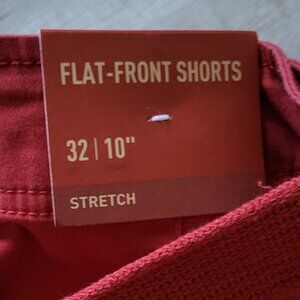 FLAT-FRONT SHORTS
32 | 10"
STRETCH